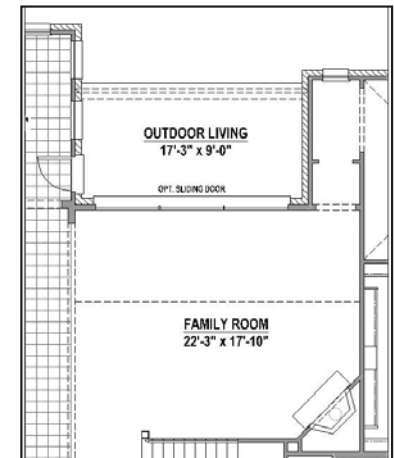 OUTDOOR LIVING
17'-3" x 9'-0"
OPT. SLIDING DOOR
FAMILY ROOM
22'-3" x 17'-10"